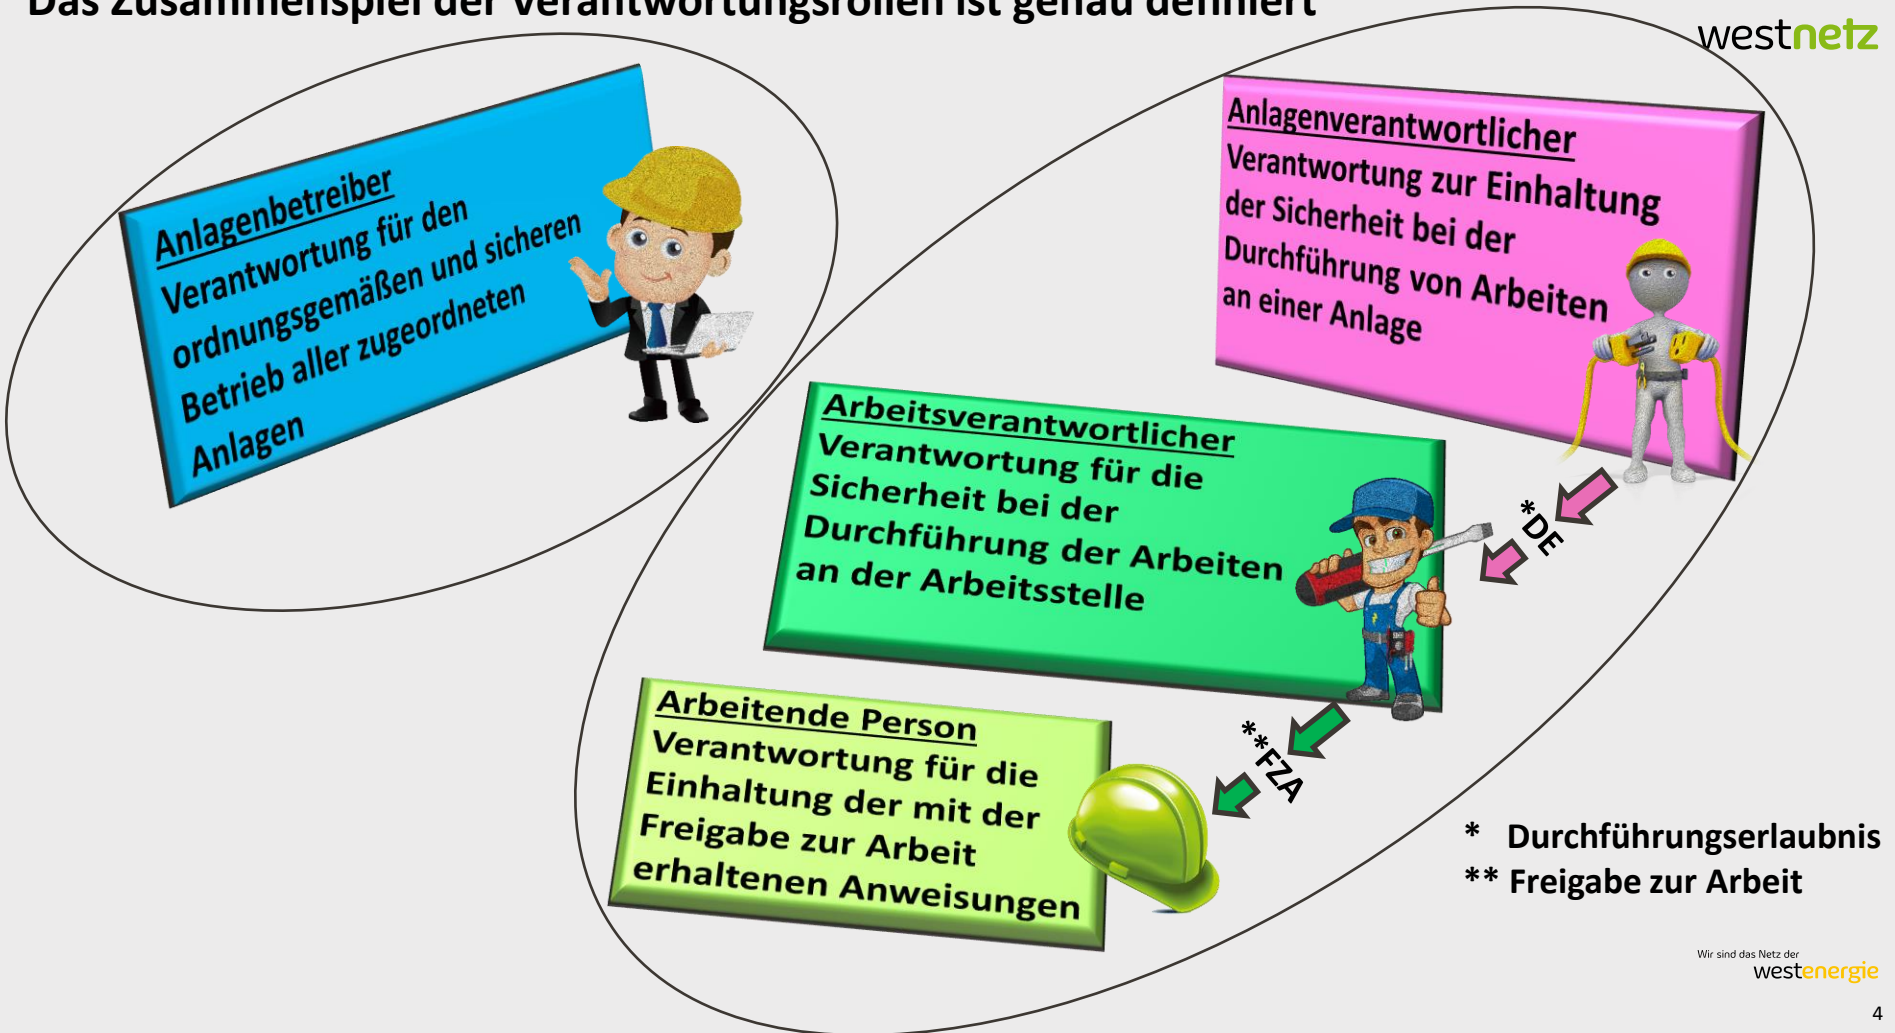 Das Zusammenspiel der Verantwortungsrollen ist genau definiert
westnetz
Anlagenbetreiber
Verantwortung für den
ordnungsgemäßen und sicheren
Betrieb aller zugeordneten
Anlagen
Anlagenverantwortlicher
Verantwortung zur Einhaltung
der Sicherheit bei der
Durchführung von Arbeiten
an einer Anlage
*DE
Arbeitsverantwortlicher
Verantwortung für die
Sicherheit bei der
Durchführung der Arbeiten
an der Arbeitsstelle
**FZA
Arbeitende Person
Verantwortung für die
Einhaltung der mit der
Freigabe zur Arbeit
erhaltenen Anweisungen
* Durchführungserlaubnis
** Freigabe zur Arbeit
Wir sind das Netz der
westenergie
4